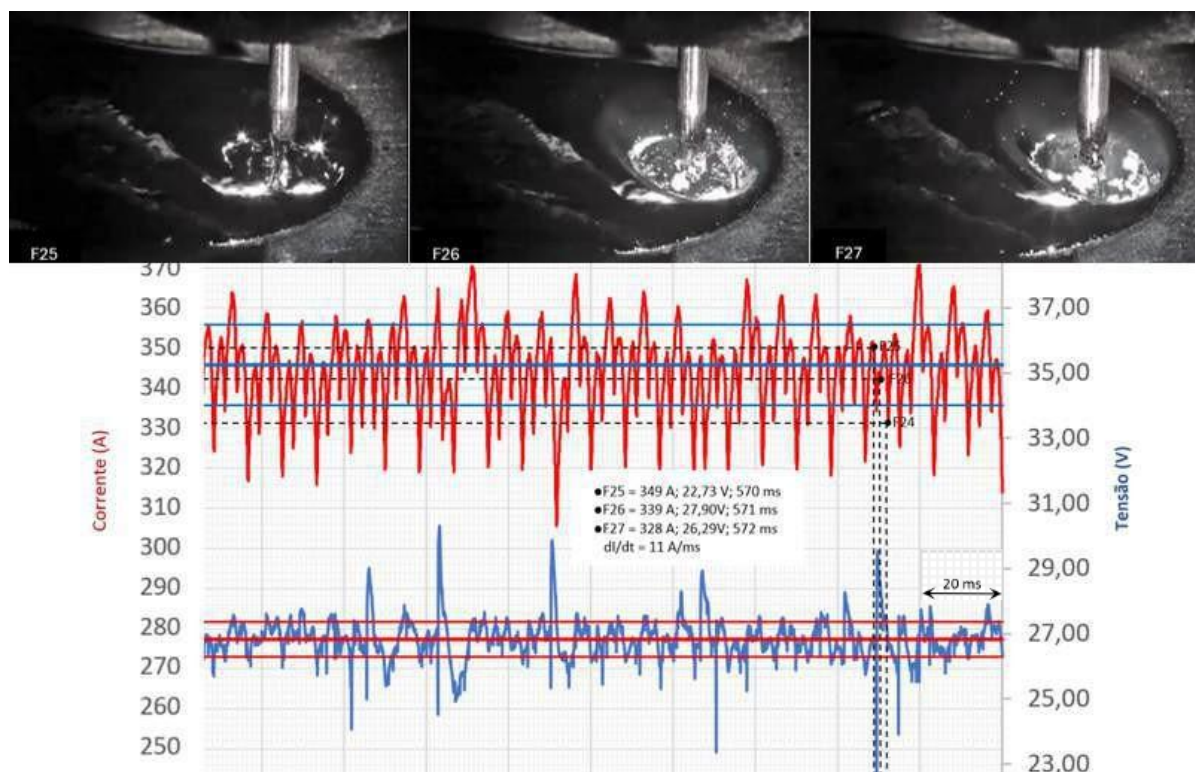 F25
F26
F27
370
360
350
340
330
320
310
300
290
280
270
260
250
Corrente (A)
37,00
35,00
33,00
31,00
29,00
27,00
25,00
23,00
Tensão (V)
F24
●F25 = 349 A; 22,73 V; 570 ms
●F26 = 339 A; 27,90V; 571 ms
●F27 = 328 A; 26,29V; 572 ms
dI/dt = 11 A/ms
20 ms